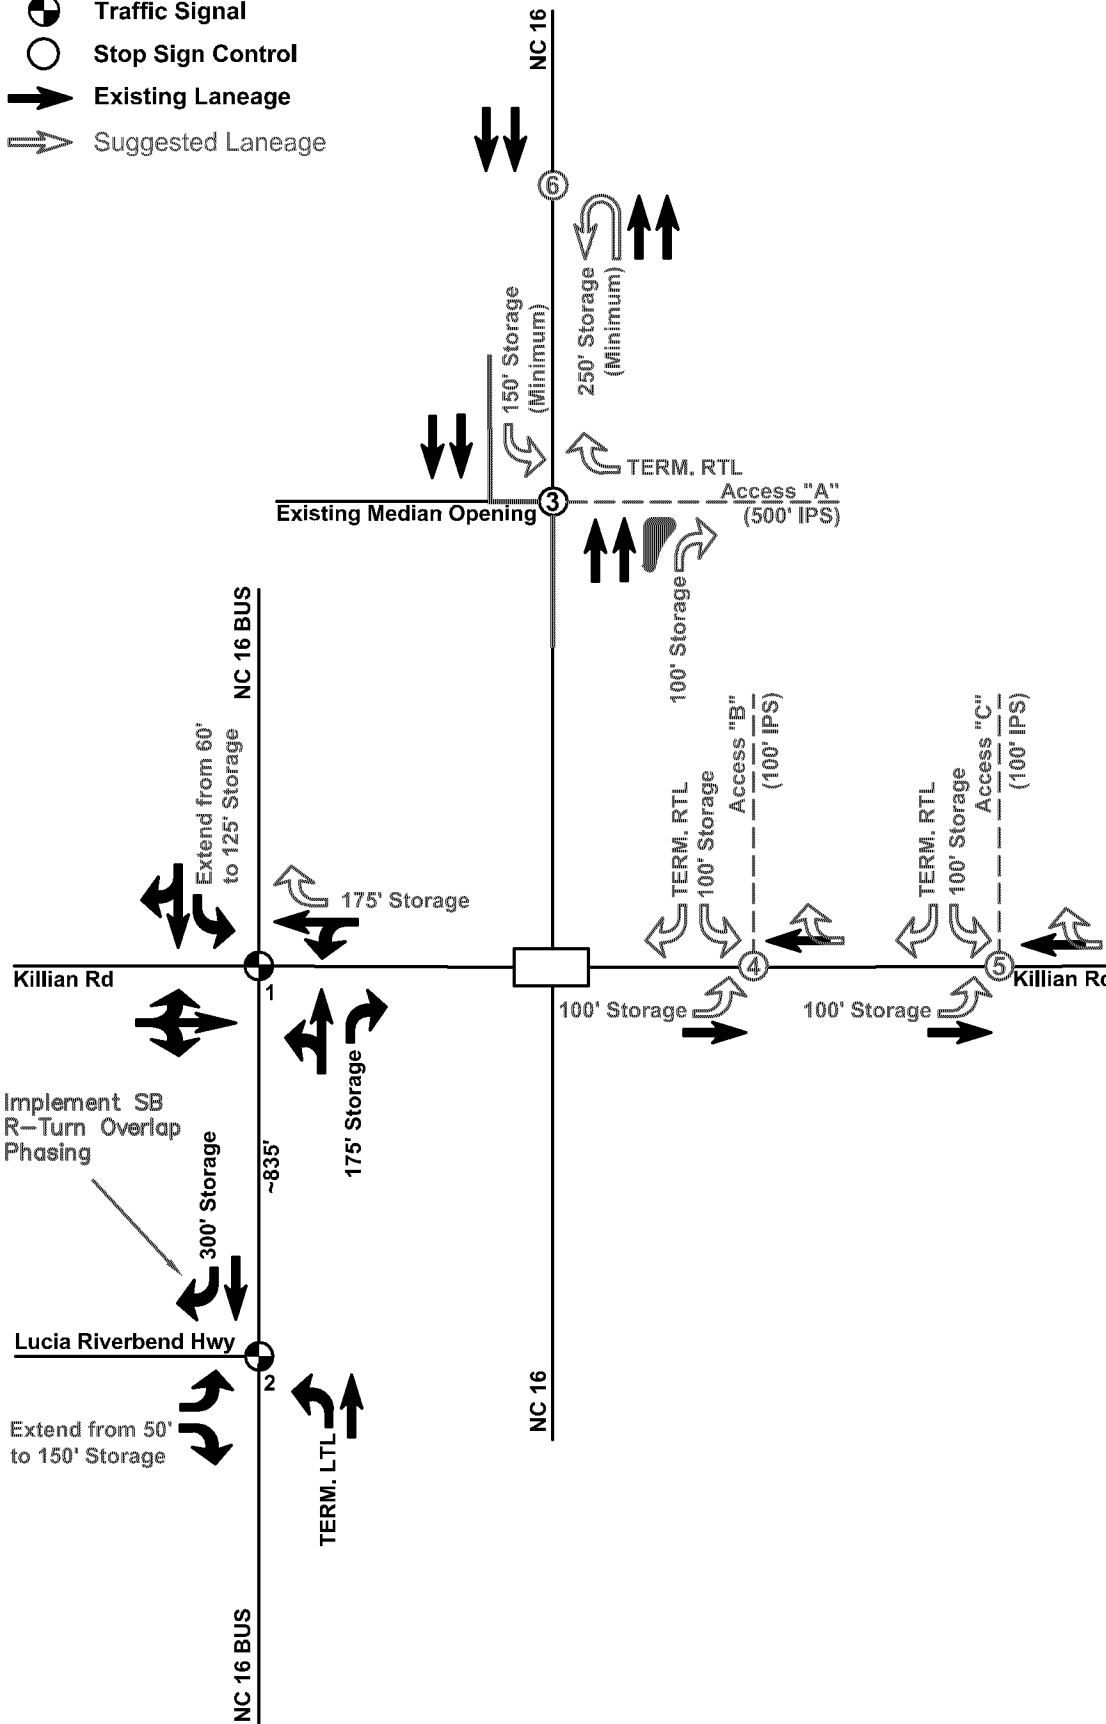 Traffic Signal
Stop Sign Control
Existing Laneage
Suggested Laneage
NC 16
6
250' Storage
(Minimum)
150' Storage
(Minimum)
TERM. RTL
Access "A"
(500' IPS)
Existing Median Opening
3
100' Storage
NC 16 BUS
Extend from 60'
to 125' Storage
175' Storage
TERM. RTL
100' Storage
Access "B"
(100' IPS)
TERM. RTL
100' Storage
Access "C"
(100' IPS)
Killian Rd
1
4
5
Killian Rd
100' Storage
100' Storage
175' Storage
Implement SB
R-Turn Overlap
Phasing
~835'
300' Storage
Lucia Riverbend Hwy
2
Extend from 50'
to 150' Storage
TERM. LTL
NC 16
NC 16 BUS